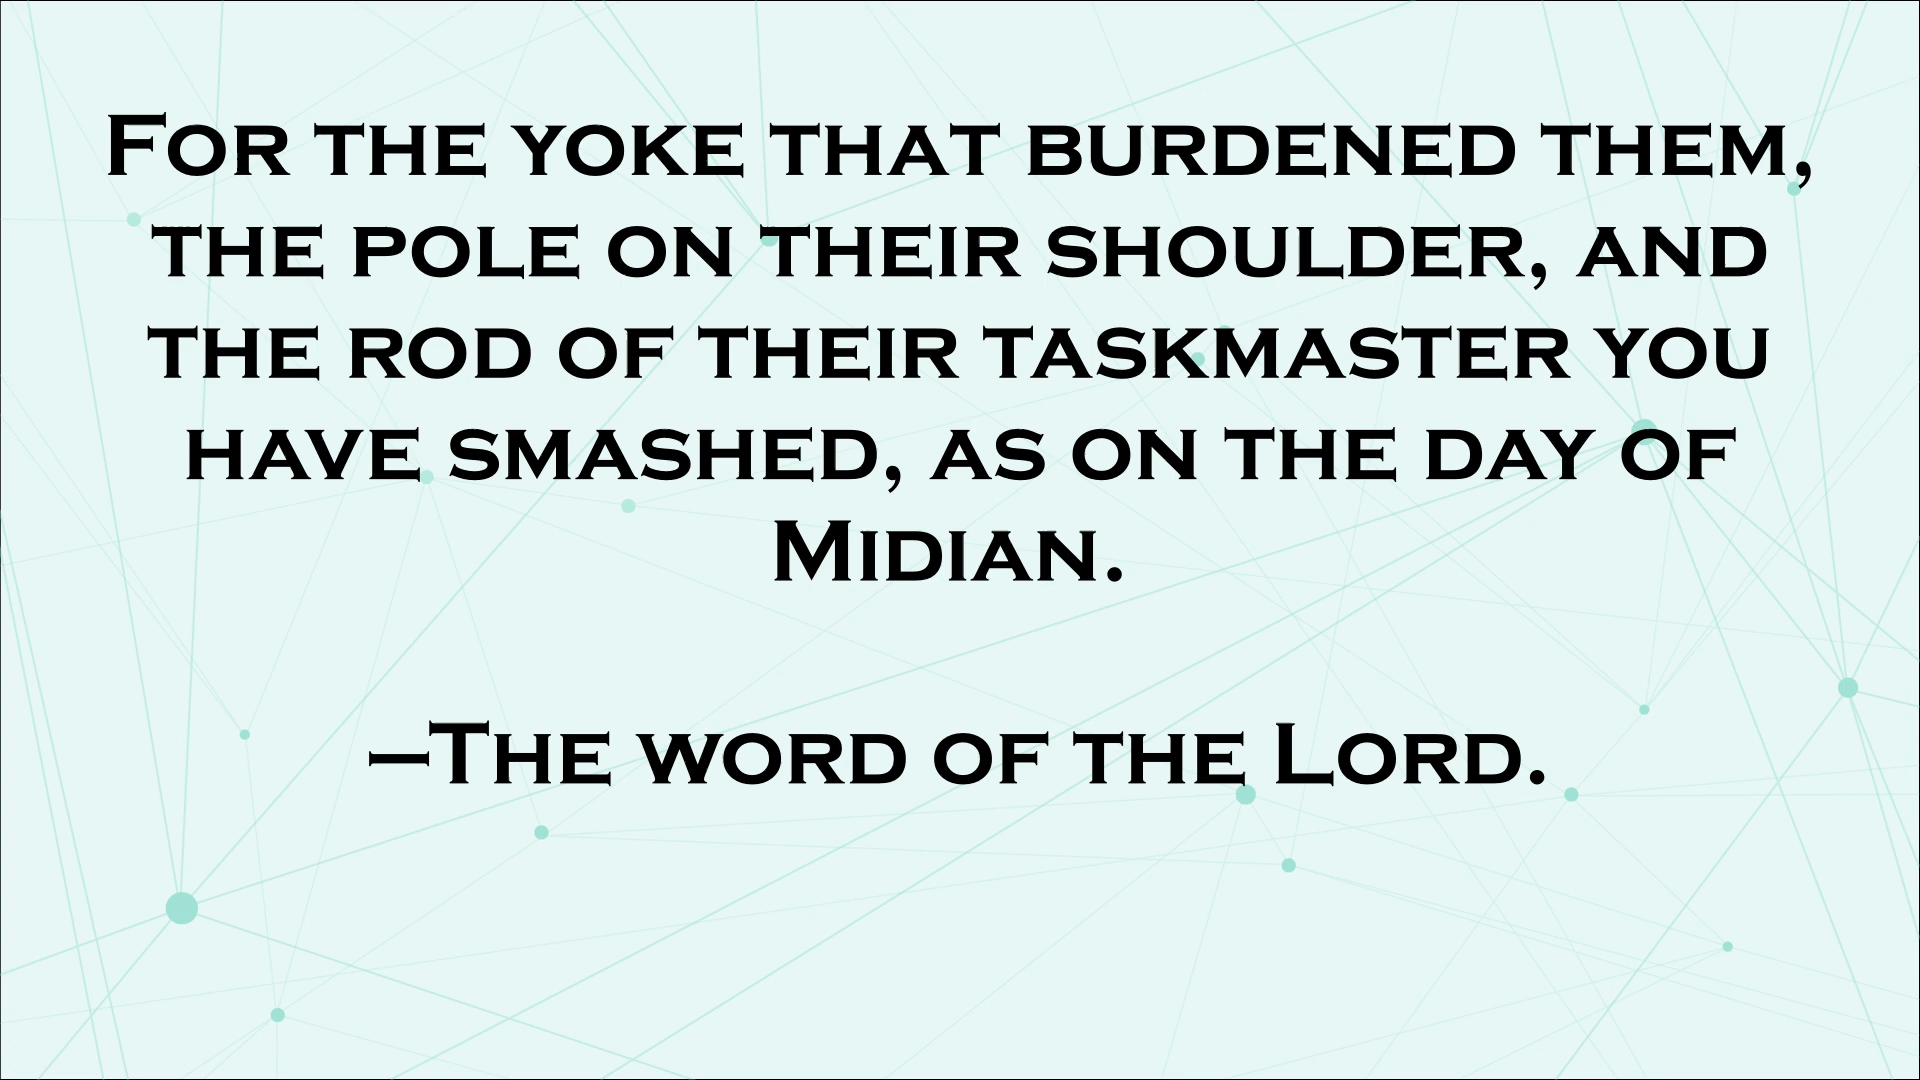 For the yoke that burdened them,
the pole on their shoulder, and
the rod of their taskmaster you
have smashed, as on the day of
Midian.
–The word of the Lord.